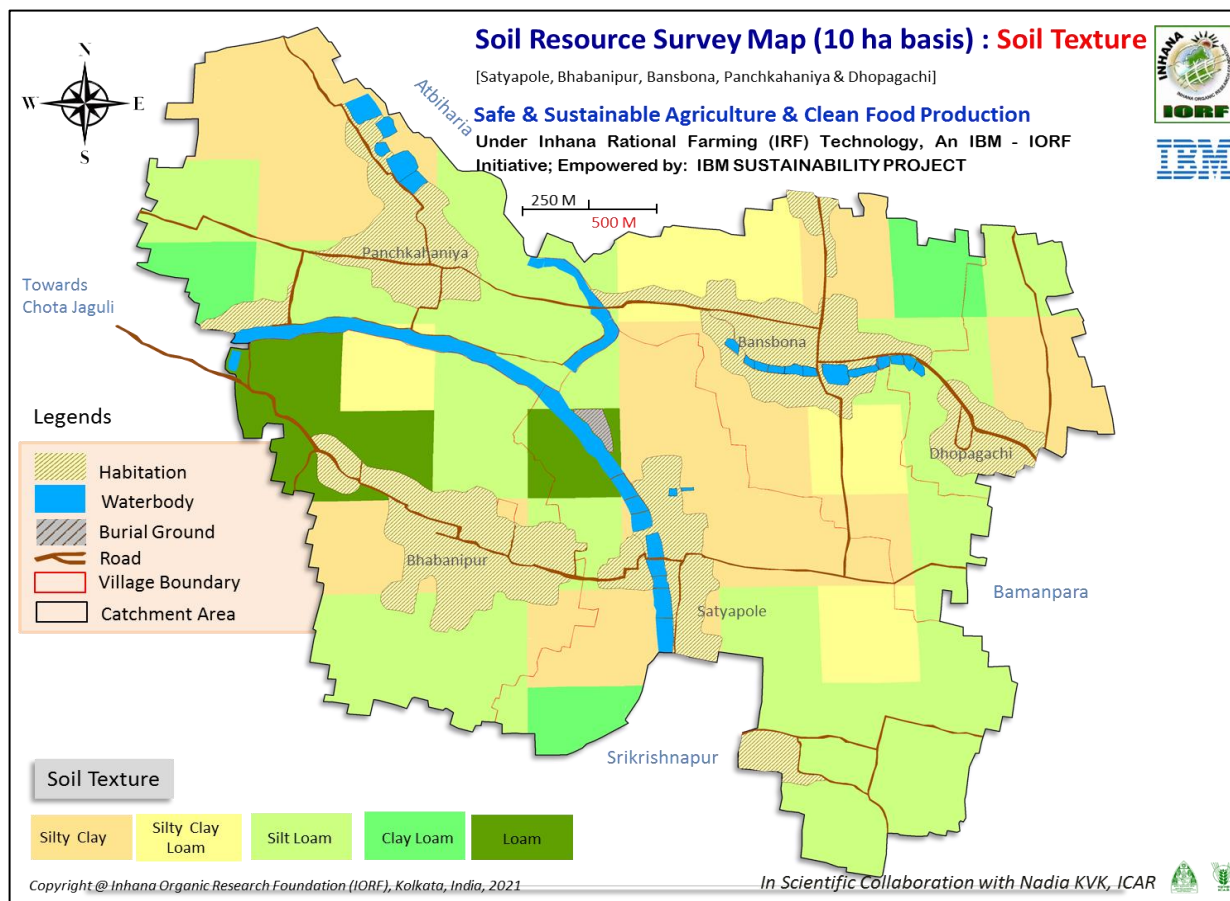 Soil Resource Survey Map (10 ha basis) : Soil Texture
[Satyapole, Bhabanipur, Bansbona, Panchkahaniya & Dhopagachi]
Safe & Sustainable Agriculture & Clean Food Production
Under Inhana Rational Farming (IRF) Technology, An IBM - IORF
Initiative; Empowered by: IBM SUSTAINABILITY PROJECT
INHANA
IORF
IBM
N
W E
S
Atbiharia
250 M
500 M
Panchkahaniya
Towards
Chota Jaguli
Bansbona
Dhopagachi
Bhabanipur
Satyapole
Bamanpara
Srikrishnapur
Legends
Habitation
Waterbody
Burial Ground
Road
Village Boundary
Catchment Area
Soil Texture
Silty Clay
Silty Clay
Loam
Silt Loam
Clay Loam
Loam
Copyright @ Inhana Organic Research Foundation (IORF), Kolkata, India, 2021
In Scientific Collaboration with Nadia KVK, ICAR